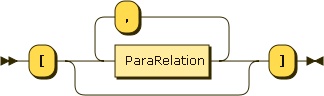 ,
[ ParaRelation ]